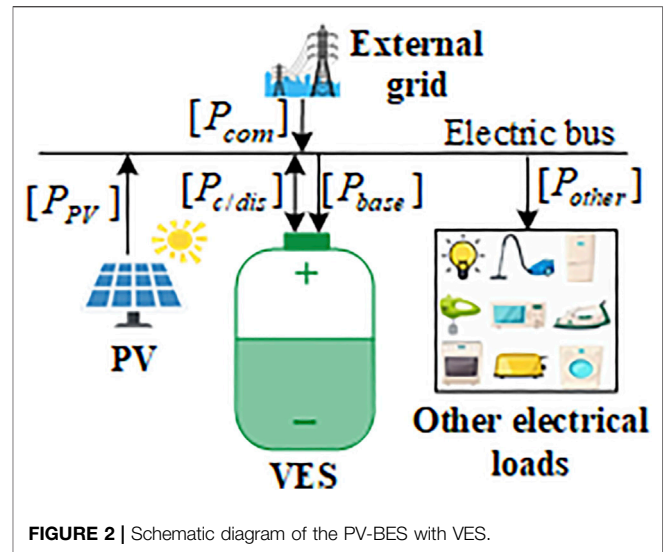 External
grid
[P_com]
Electric bus
[P_PV]
[P_c/dis]
[P_base]
[P_other]
+
−
PV
VES
Other electrical
loads
FIGURE 2 | Schematic diagram of the PV-BES with VES.